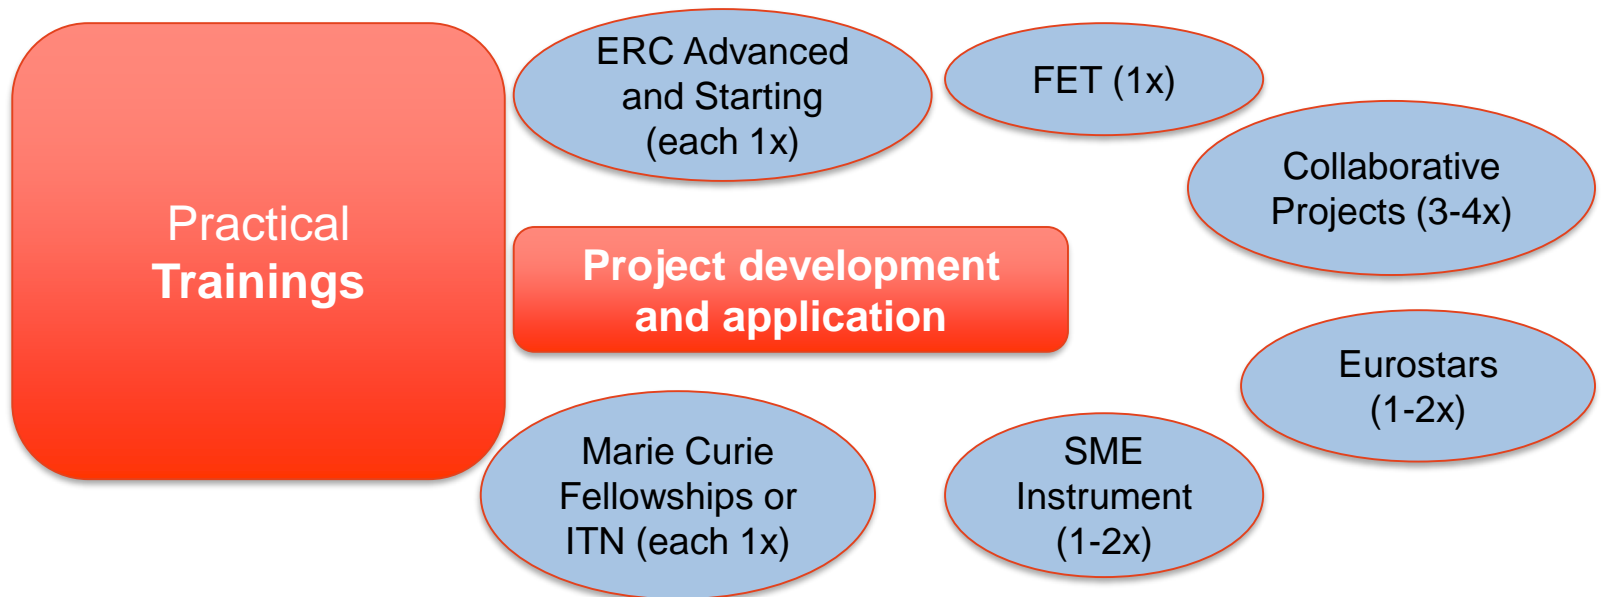 Practical
Trainings
ERC Advanced
and Starting
(each 1x)
FET (1x)
Collaborative
Projects (3-4x)
Project development
and application
Eurostars
(1-2x)
Marie Curie
Fellowships or
ITN (each 1x)
SME
Instrument
(1-2x)